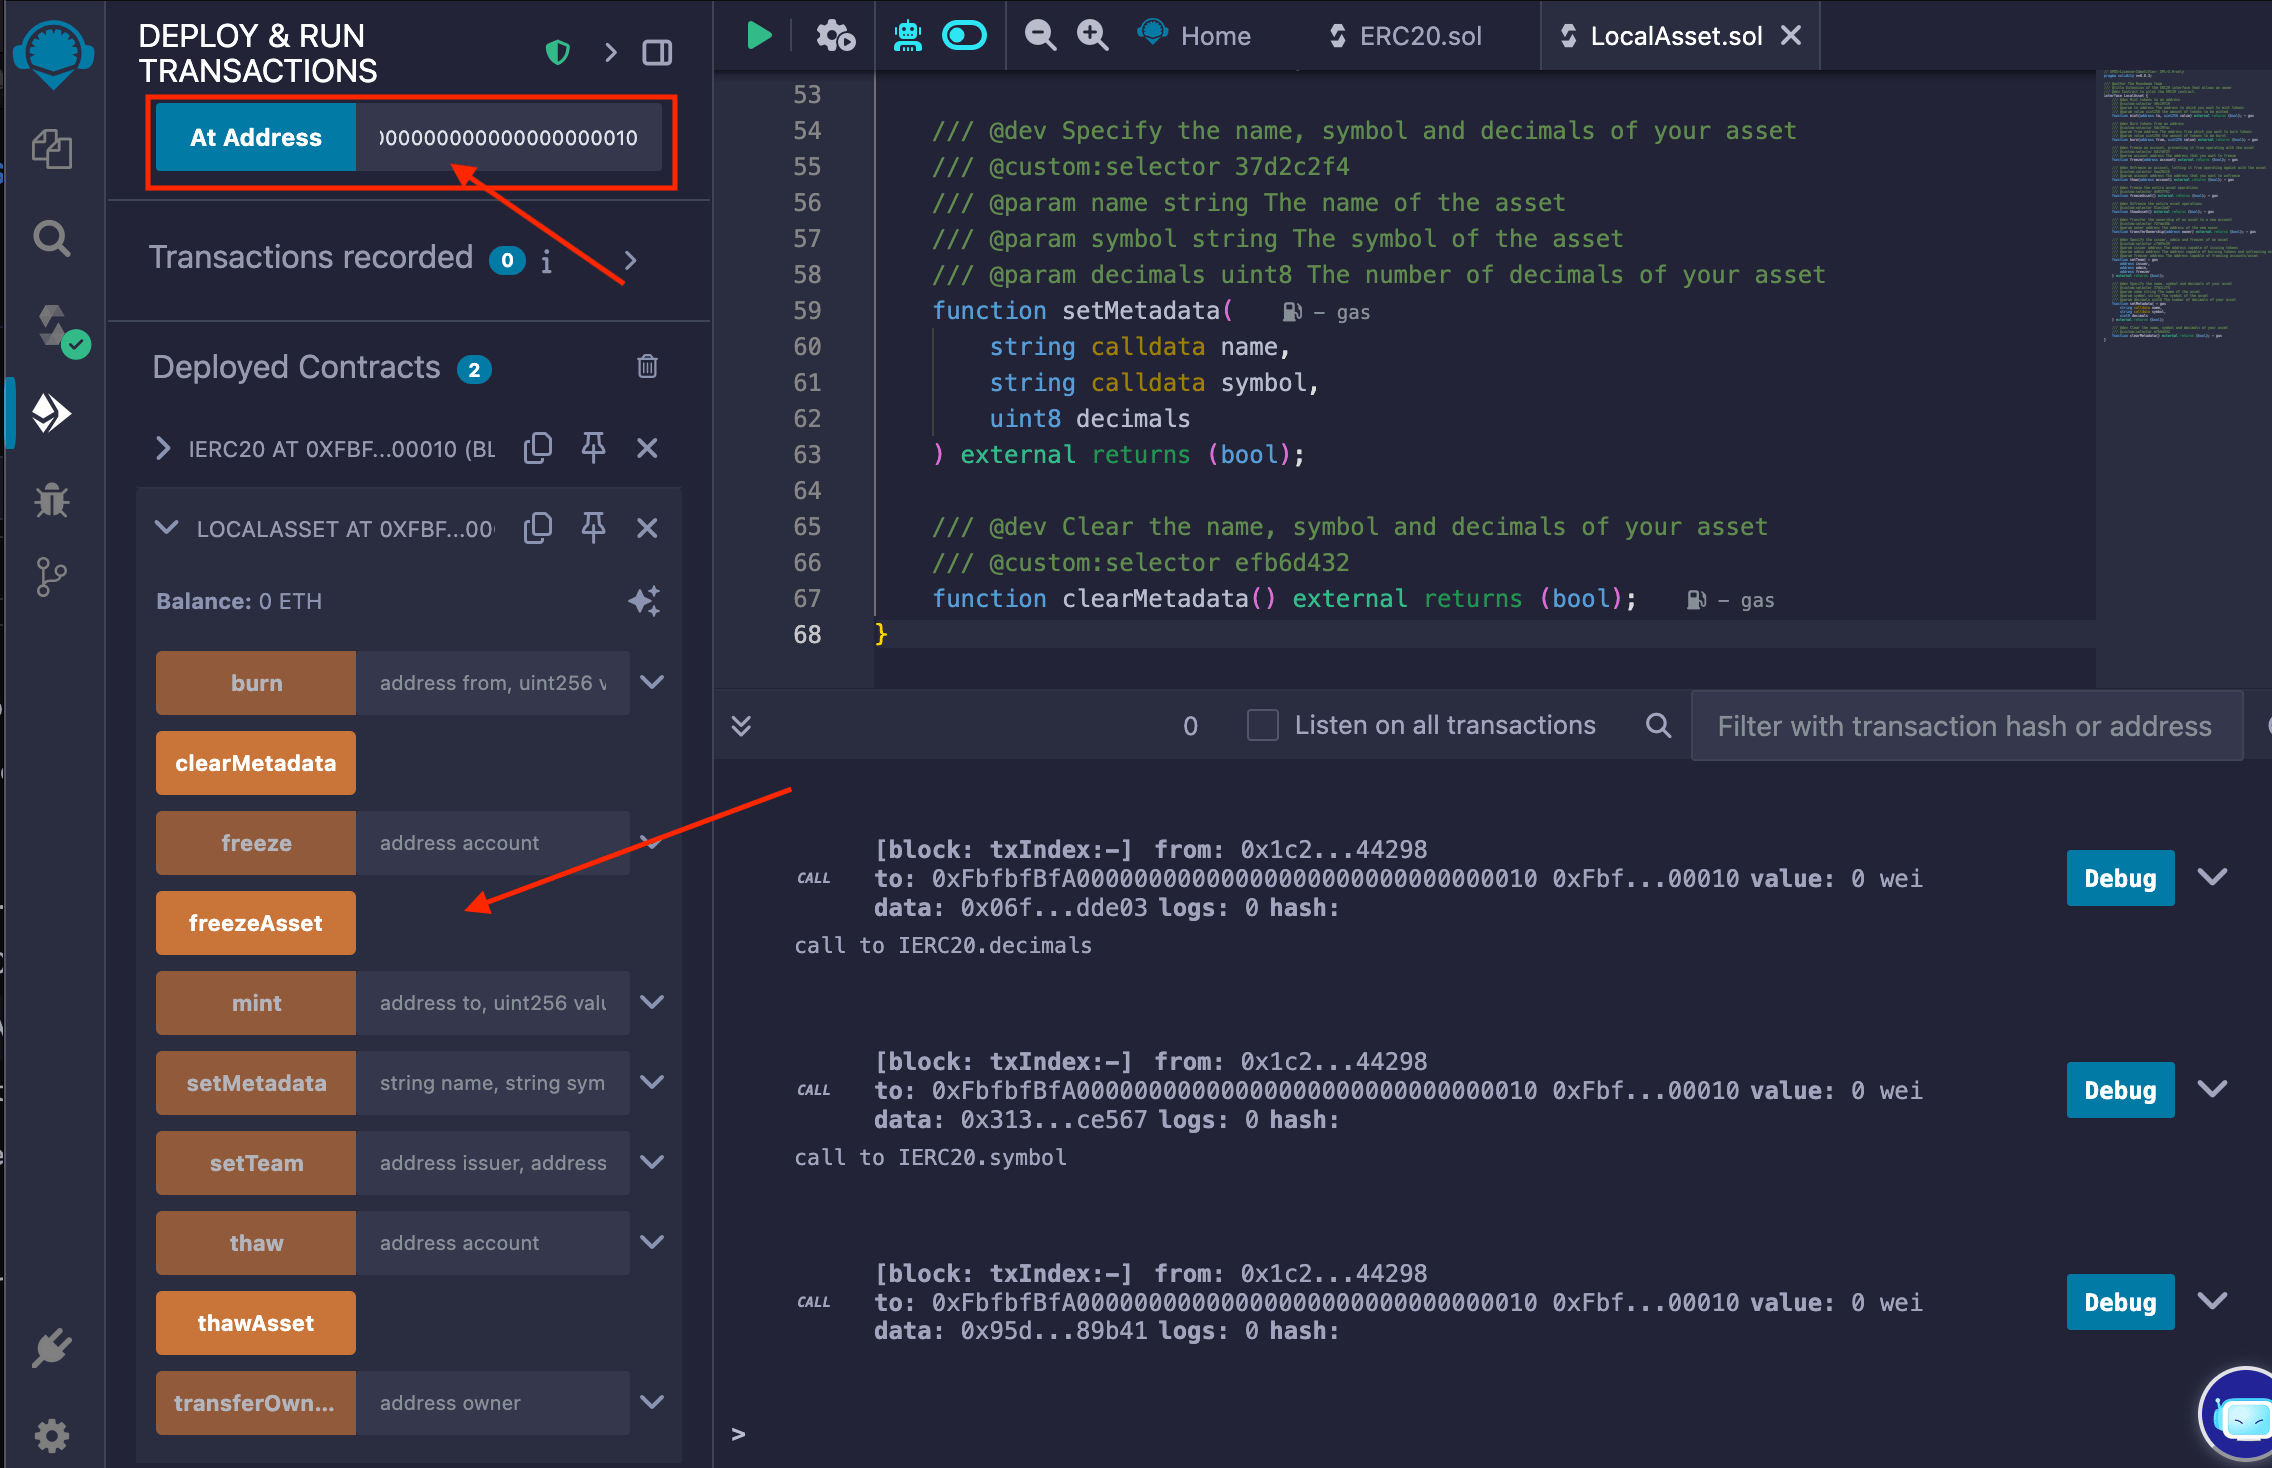 DEPLOY & RUN
TRANSACTIONS
At Address
00000000000000000010
Transactions recorded 0 i
Deployed Contracts 2
IERC20 AT 0XFBF...00010 (BL
LOCALASSET AT 0XFBF...00
Balance: 0 ETH
burn address from, uint256 v
clearMetadata
freeze address account
freezeAsset
mint address to, uint256 valu
setMetadata string name, string sym
setTeam address issuer, address
thaw address account
thawAsset
transferOwn... address owner
Home
ERC20.sol
LocalAsset.sol
53
54 /// @dev Specify the name, symbol and decimals of your asset
55 /// @custom:selector 37d2c2f4
56 /// @param name string The name of the asset
57 /// @param symbol string The symbol of the asset
58 /// @param decimals uint8 The number of decimals of your asset
59 function setMetadata( – gas
60 string calldata name,
61 string calldata symbol,
62 uint8 decimals
63 ) external returns (bool);
64
65 /// @dev Clear the name, symbol and decimals of your asset
66 /// @custom:selector efb6d432
67 function clearMetadata() external returns (bool); – gas
68 }
0 Listen on all transactions Filter with transaction hash or address
[block: txIndex:-] from: 0x1c2...44298
CALL to: 0xFbfbfBfA00000000000000000000000000000010 0xFbf...00010 value: 0 wei Debug
data: 0x06f...dde03 logs: 0 hash:
call to IERC20.decimals
[block: txIndex:-] from: 0x1c2...44298
CALL to: 0xFbfbfBfA00000000000000000000000000000010 0xFbf...00010 value: 0 wei Debug
data: 0x313...ce567 logs: 0 hash:
call to IERC20.symbol
[block: txIndex:-] from: 0x1c2...44298
CALL to: 0xFbfbfBfA00000000000000000000000000000010 0xFbf...00010 value: 0 wei Debug
data: 0x95d...89b41 logs: 0 hash:
>